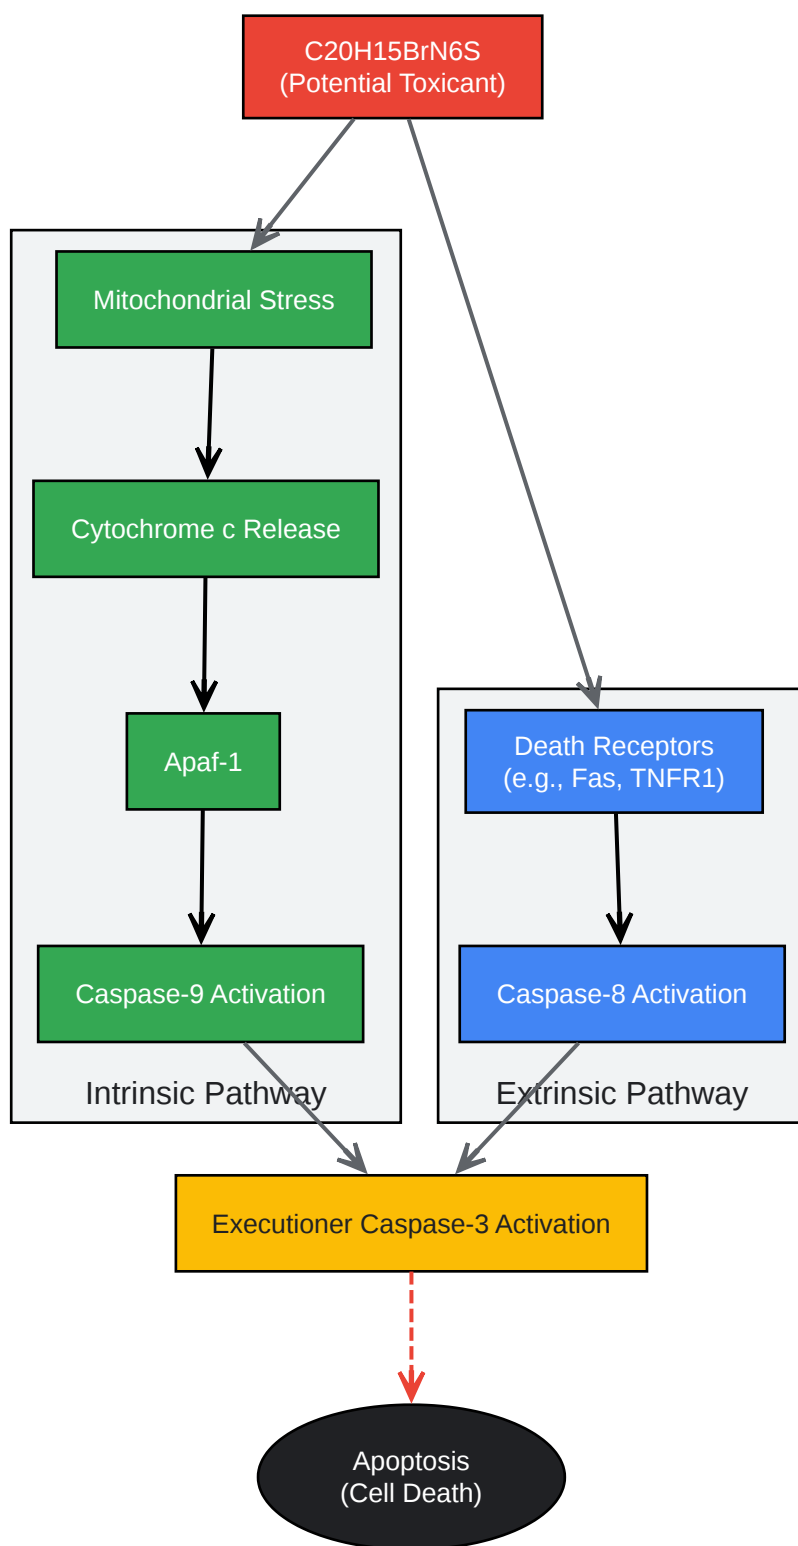 C20H15BrN6S
(Potential Toxicant)
Mitochondrial Stress
Cytochrome c Release
Apaf-1
Death Receptors
(e.g., Fas, TNFR1)
Caspase-9 Activation
Caspase-8 Activation
Intrinsic Pathway
Extrinsic Pathway
Executioner Caspase-3 Activation
Apoptosis
(Cell Death)